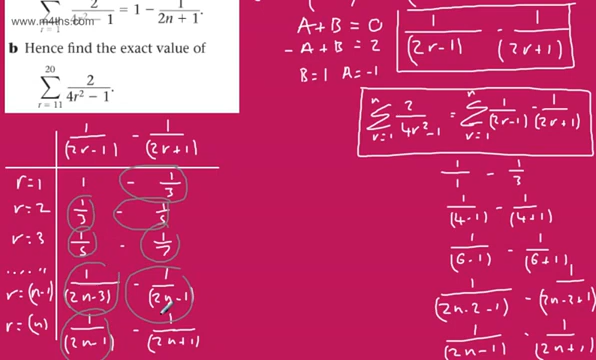 n
∑ 2/(4r² − 1) = 1 − 1/(2n + 1).
r = 1
www.m4ths.com
b Hence find the exact value of
20
∑ 2/(4r² − 1).
r = 11
1/(2r-1) - 1/(2r+1)
r=1 1 - 1/3
r=2 1/3 - 1/5
r=3 1/5 - 1/7
..... "
r=(n-1) 1/(2n-3) - 1/(2n-1)
r=(n) 1/(2n-1) - 1/(2n+1)
A+B=0
-A+B=2
B=1 A=-1
1/(2r-1) - 1/(2r+1)
n n
∑ 2/4r²-1 = ∑ 1/(2r-1) - 1/(2r+1)
r=1 r=1
1/1 - 1/3
1/(4-1) - 1/(4+1)
1/(6-1) - 1/(6+1)
1/(2n-2-1) - 1/(2n-2+1)
1/(2n-1) - 1/(2n+1)